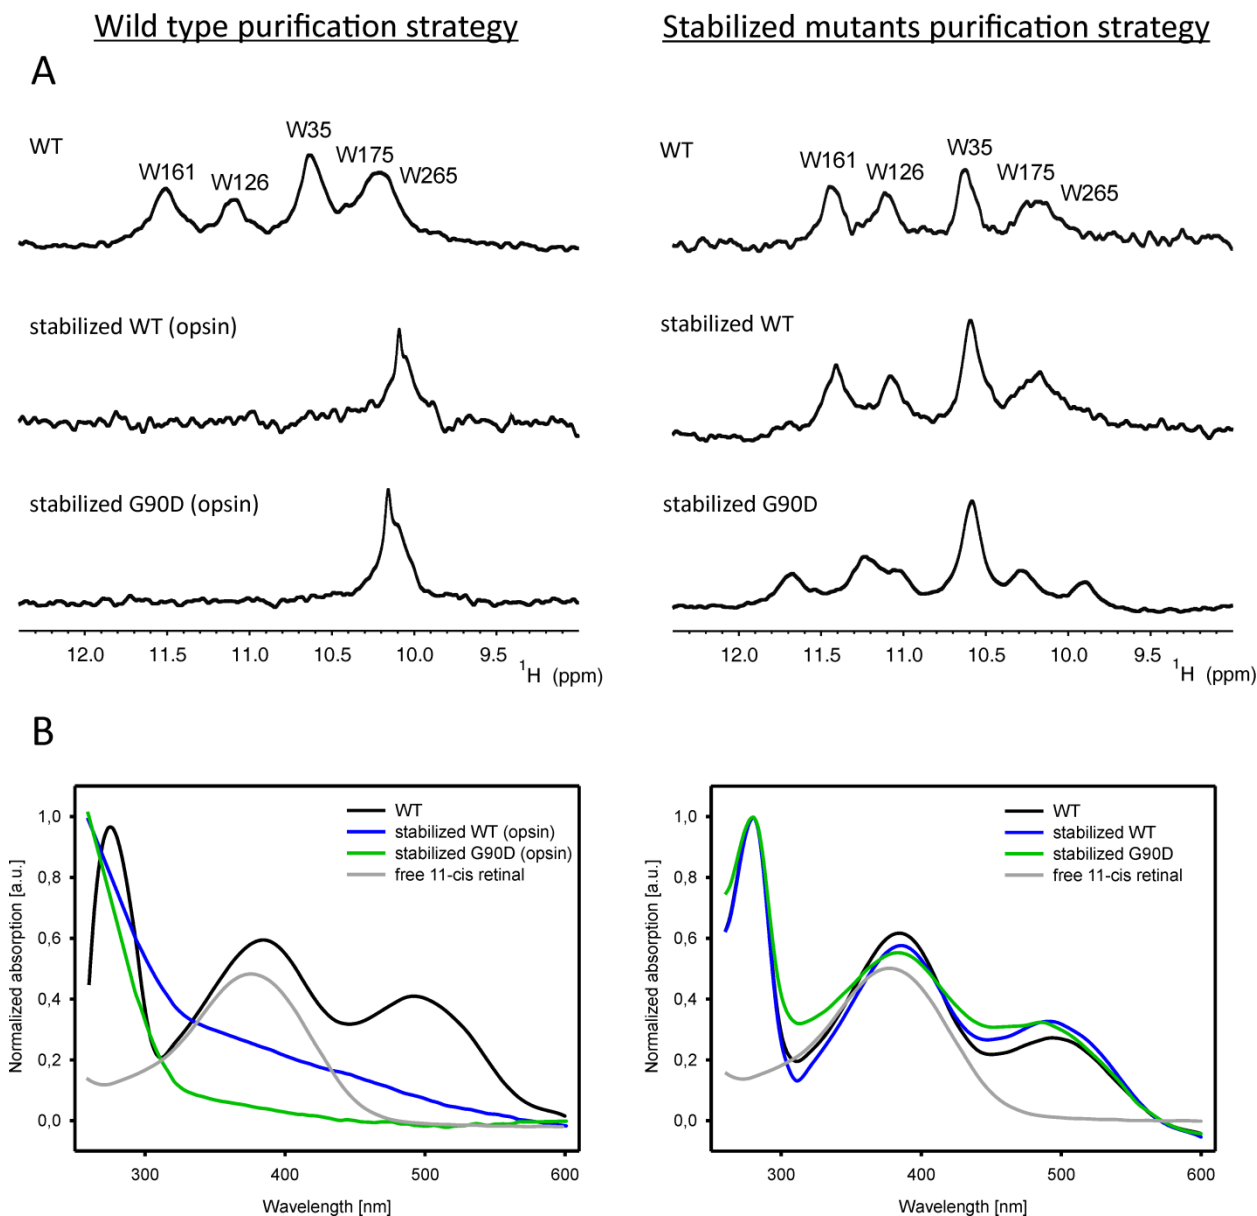 Wild type purification strategy
Stabilized mutants purification strategy
A
WT
W161
W126
W35
W175
W265
stabilized WT (opsin)
stabilized G90D (opsin)
12.0 11.5 11.0 10.5 10.0 9.5
1H (ppm)
WT
W161
W126
W35
W175
W265
stabilized WT
stabilized G90D
12.0 11.5 11.0 10.5 10.0 9.5
1H (ppm)
B
Normalized absorption [a.u.]
1,0
0,8
0,6
0,4
0,2
0,0
WT
stabilized WT (opsin)
stabilized G90D (opsin)
free 11-cis retinal
300 400 500 600
Wavelength [nm]
Normalized absorption [a.u.]
1,0
0,8
0,6
0,4
0,2
0,0
WT
stabilized WT
stabilized G90D
free 11-cis retinal
300 400 500 600
Wavelength [nm]